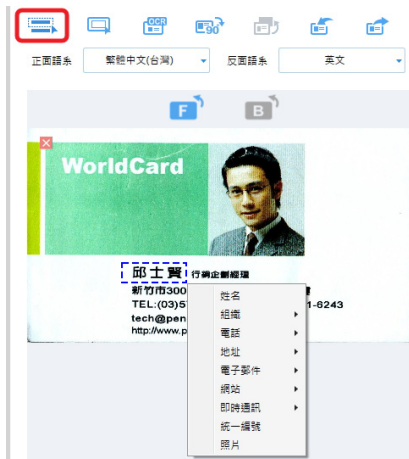 OCR
90°
正面語系 繁體中文(台灣) 反面語系 英文
F B
WorldCard
邱士賢 行銷企劃經理
新竹市300
TEL:(03)5 1-6243
tech@pen
http://www.p
姓名
組織
電話
地址
電子郵件
網站
即時通訊
統一編號
照片